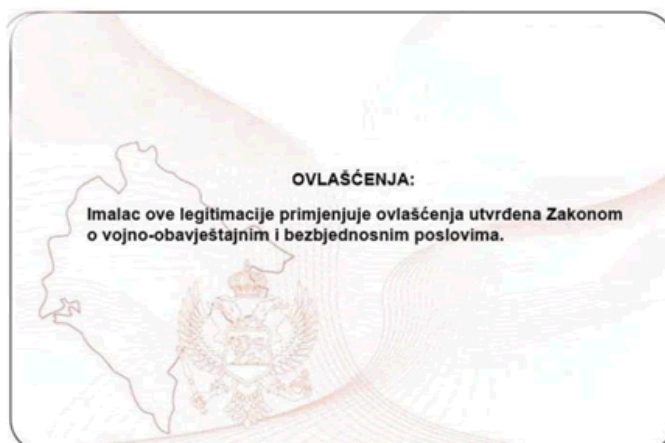 OVLAŠĆENJA:
Imalac ove legitimacije primjenjuje ovlašćenja utvrđena Zakonom
o vojno-obavještajnim i bezbjednosnim poslovima.